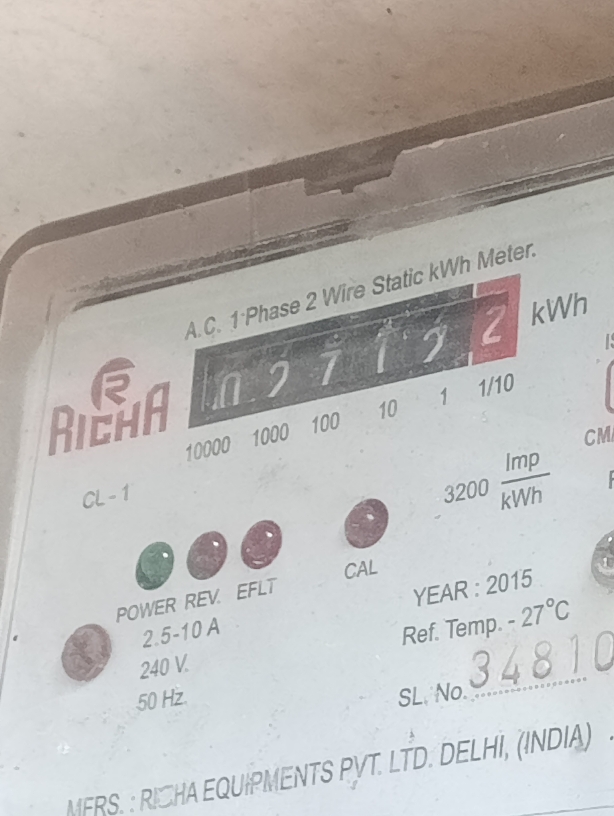 A.C. 1 Phase 2 Wire Static kWh Meter.
R
RICHA
2 kWh
10000 1000 100 10 1 1/10
CL-1
3200 Imp
kWh
POWER REV. EFLT CAL
2.5-10 A
240 V.
50 Hz.
YEAR : 2015
Ref. Temp. - 27°C
SL. No. 34810
MFRS. : RICHA EQUIPMENTS PVT. LTD. DELHI, (INDIA)